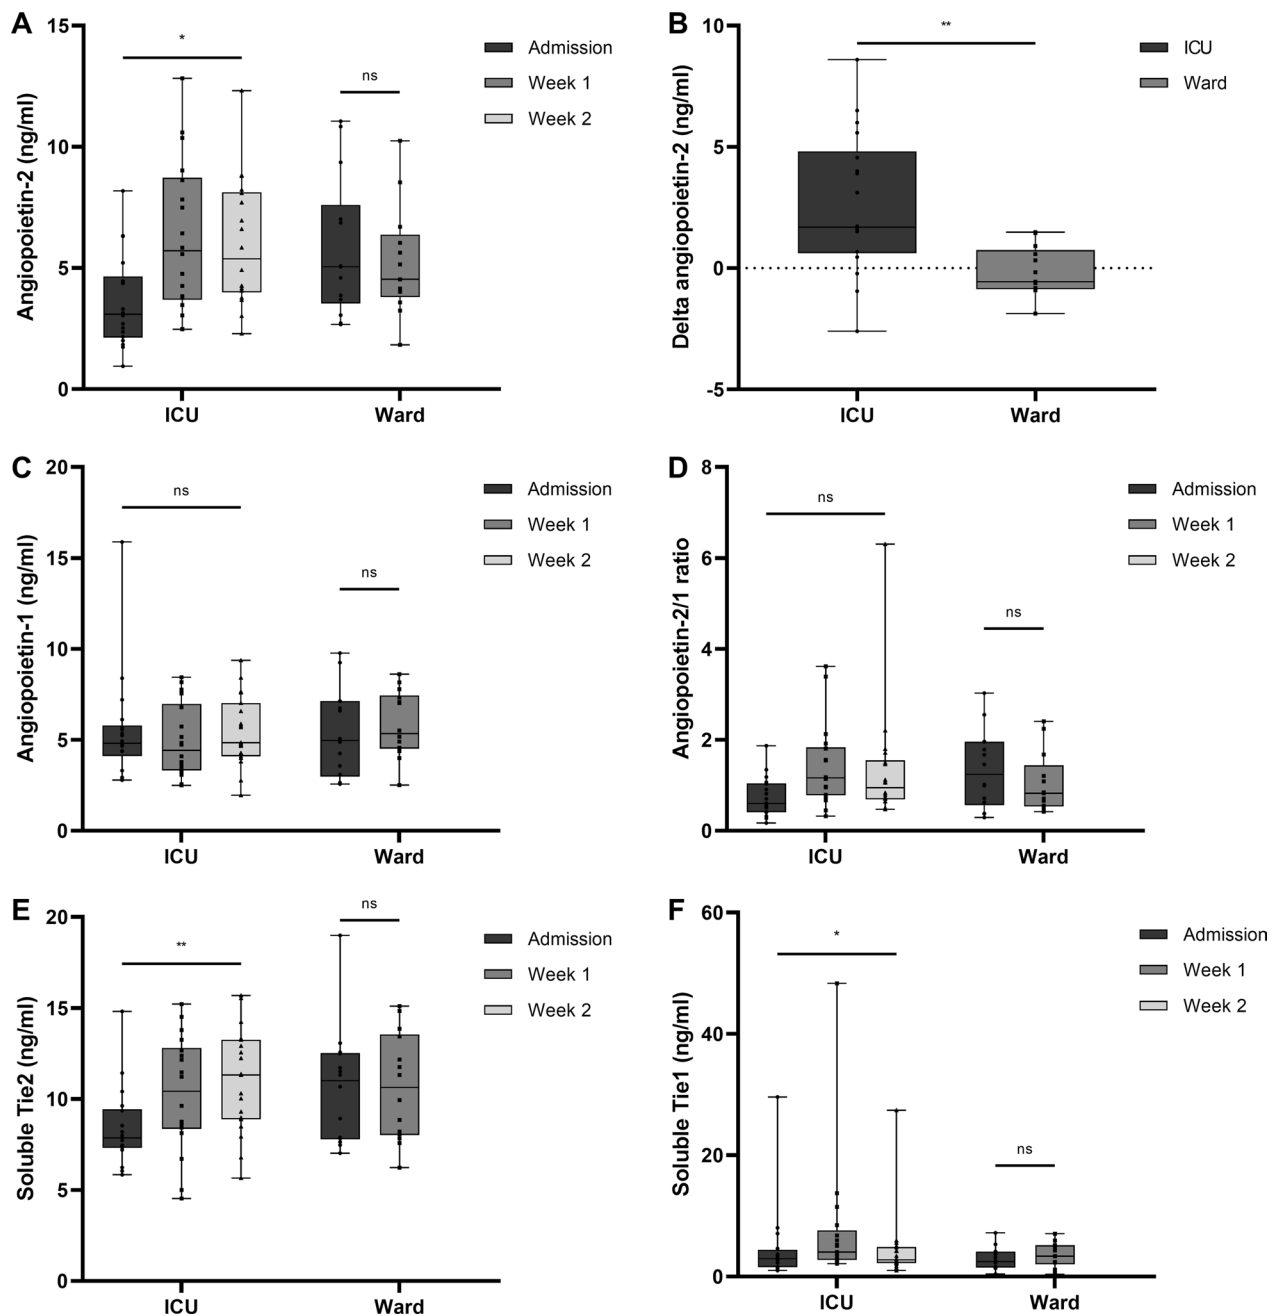 A
Angiopoietin-2 (ng/ml)
15
10
5
0
*
ns
Admission
Week 1
Week 2
ICU
Ward
B
Delta angiopoietin-2 (ng/ml)
10
5
0
-5
**
ICU
Ward
ICU
Ward
C
Angiopoietin-1 (ng/ml)
20
15
10
5
0
ns
ns
Admission
Week 1
Week 2
ICU
Ward
D
Angiopoietin-2/1 ratio
8
6
4
2
0
ns
ns
Admission
Week 1
Week 2
ICU
Ward
E
Soluble Tie2 (ng/ml)
20
15
10
5
0
**
ns
Admission
Week 1
Week 2
ICU
Ward
F
Soluble Tie1 (ng/ml)
60
40
20
0
*
ns
Admission
Week 1
Week 2
ICU
Ward